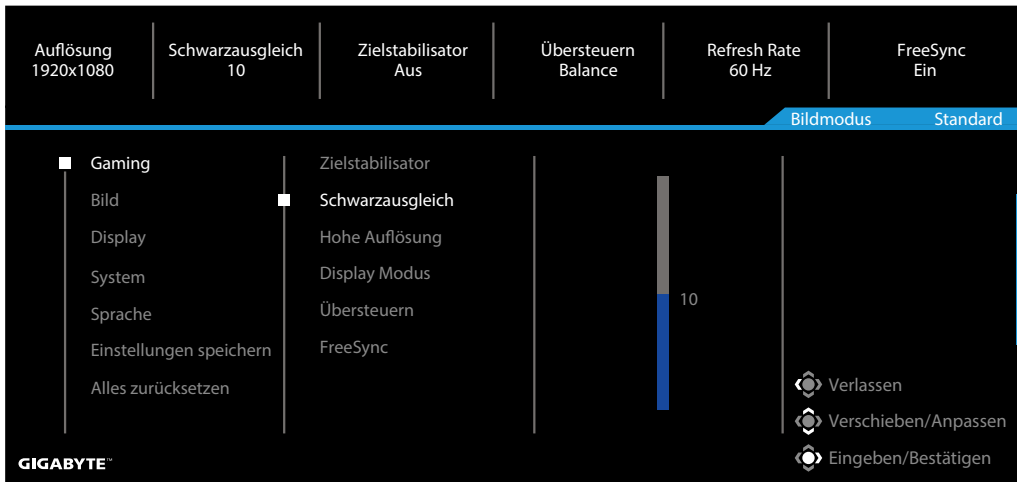 Auflösung Schwarzausgleich Zielstabilisator Übersteuern Refresh Rate FreeSync
1920x1080 10 Aus Balance 60 Hz Ein
Bildmodus Standard
Gaming
Bild
Display
System
Sprache
Einstellungen speichern
Alles zurücksetzen
Zielstabilisator
Schwarzausgleich
Hohe Auflösung
Display Modus
Übersteuern
FreeSync
10
Verlassen
Verschieben/Anpassen
Eingeben/Bestätigen
GIGABYTE™